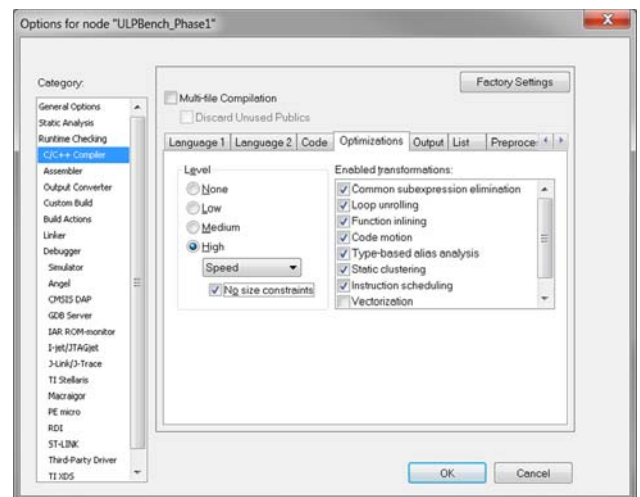 Options for node "ULPBench_Phase1"
X
Category:
General Options
Static Analysis
Runtime Checking
C/C++ Compiler
Assembler
Output Converter
Custom Build
Build Actions
Linker
Debugger
Simulator
Angel
CMSIS DAP
GDB Server
IAR ROM-monitor
I-jet/JTAGjet
J-Link/J-Trace
TI Stellaris
Macraigor
PE micro
RDI
ST-LINK
Third-Party Driver
TI XDS
Factory Settings
Multi-file Compilation
Discard Unused Publics
Language 1 Language 2 Code Optimizations Output List Preproce
Level
None
Low
Medium
High
Speed
No size constraints
Enabled transformations:
Common subexpression elimination
Loop unrolling
Function inlining
Code motion
Type-based alias analysis
Static clustering
Instruction scheduling
Vectorization
OK Cancel